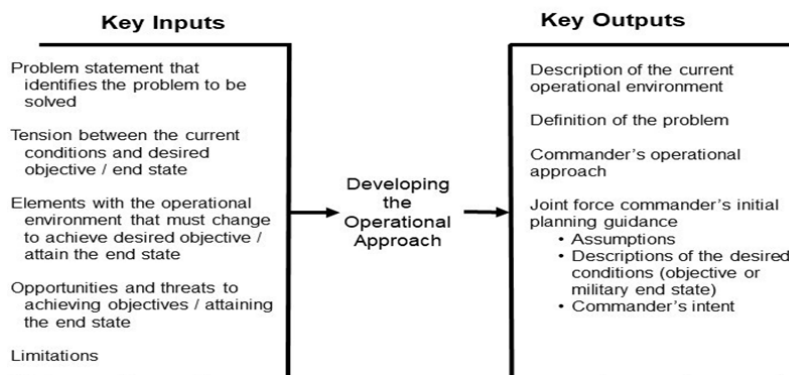 Key Inputs
Problem statement that
identifies the problem to be
solved
Tension between the current
conditions and desired
objective / end state
Elements with the operational
environment that must change
to achieve desired objective /
attain the end state
Opportunities and threats to
achieving objectives / attaining
the end state
Limitations
Developing
the
Operational
Approach
Key Outputs
Description of the current
operational environment
Definition of the problem
Commander's operational
approach
Joint force commander's initial
planning guidance
• Assumptions
• Descriptions of the desired
conditions (objective or
military end state)
• Commander's intent